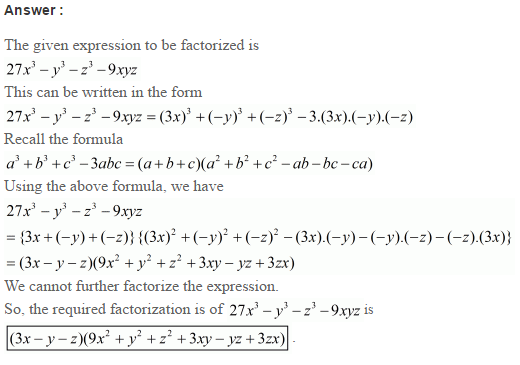 Answer :
The given expression to be factorized is
27x³ − y³ − z³ − 9xyz
This can be written in the form
27x³ − y³ − z³ − 9xyz = (3x)³ + (−y)³ + (−z)³ − 3.(3x).(−y).(−z)
Recall the formula
a³ + b³ + c³ − 3abc = (a + b + c)(a² + b² + c² − ab − bc − ca)
Using the above formula, we have
27x³ − y³ − z³ − 9xyz
= {3x + (−y) + (−z)} {(3x)² + (−y)² + (−z)² − (3x).(−y) − (−y).(−z) − (−z).(3x)}
= (3x − y − z)(9x² + y² + z² + 3xy − yz + 3zx)
We cannot further factorize the expression.
So, the required factorization is of 27x³ − y³ − z³ − 9xyz is
(3x − y − z)(9x² + y² + z² + 3xy − yz + 3zx) .